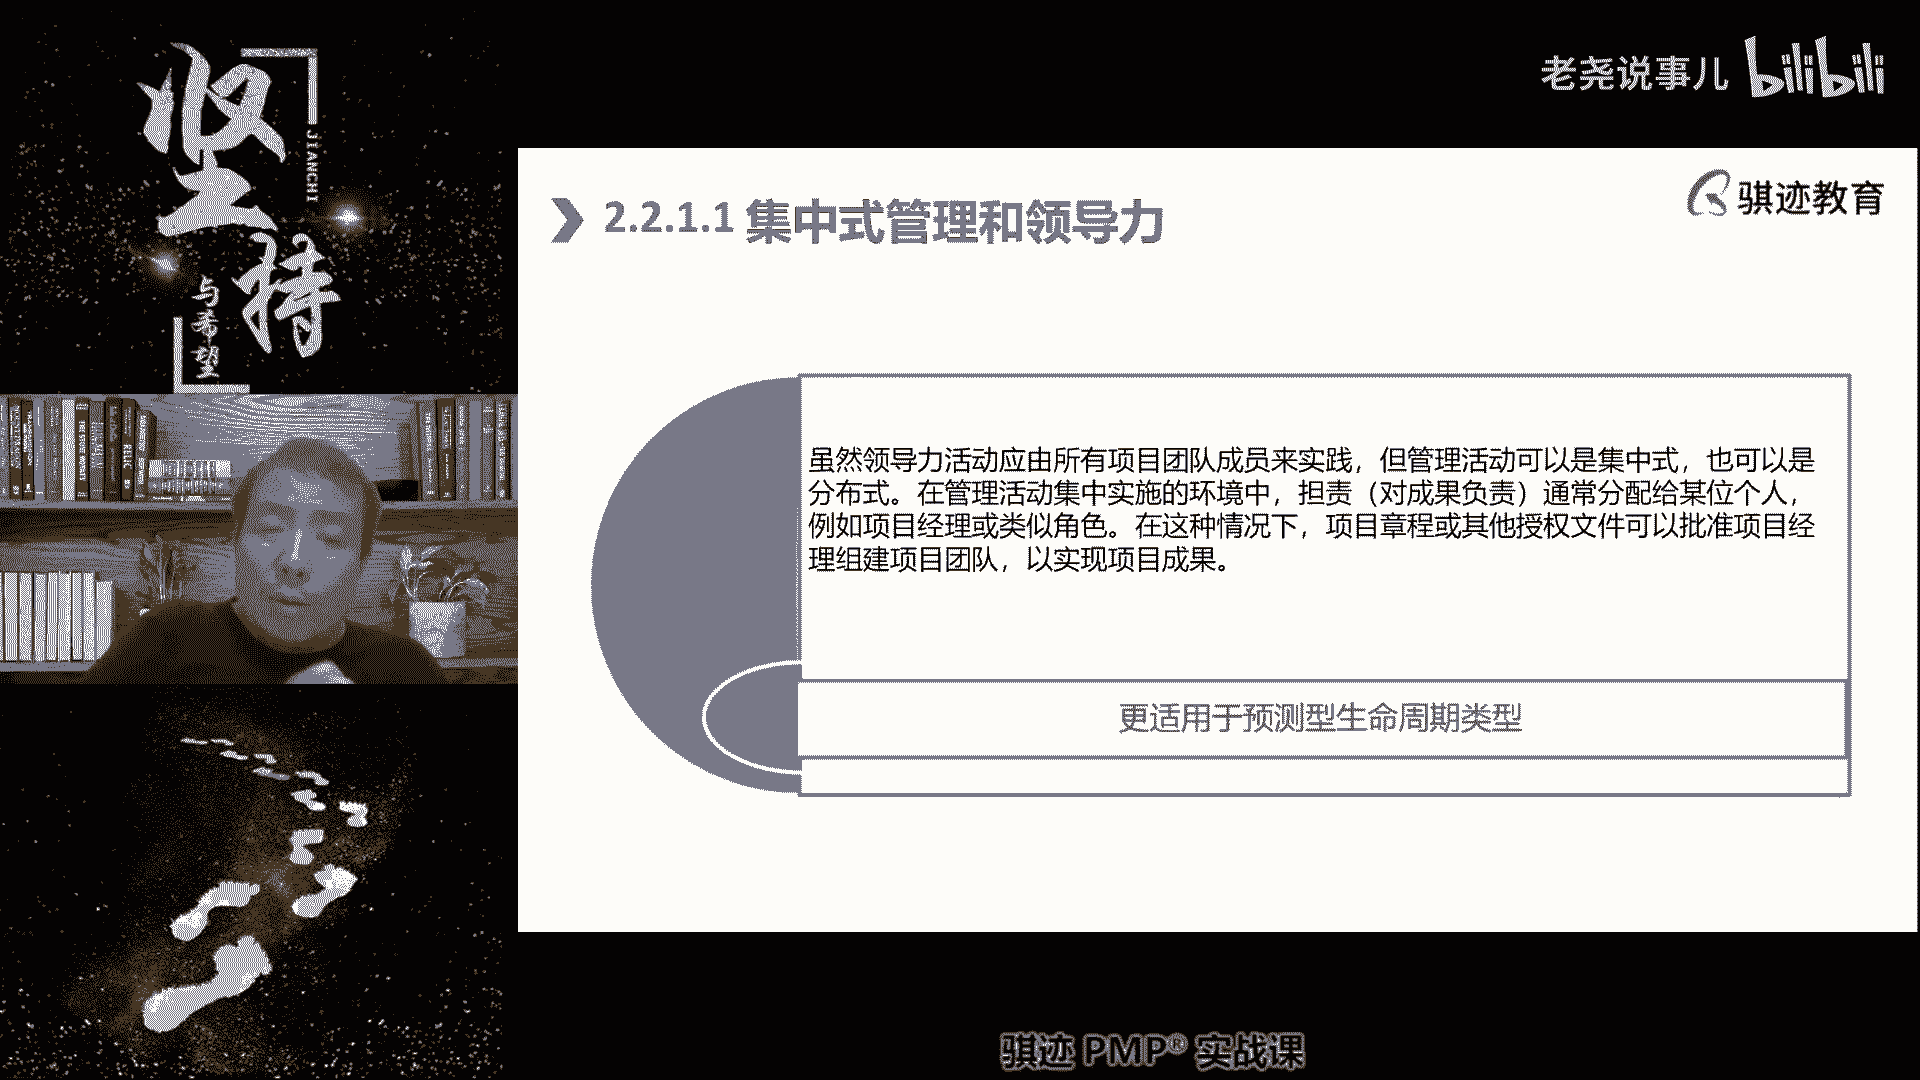 坚持
JIANCHI
与希望
老尧说事儿 bilibili
骐迹教育
2.2.1.1 集中式管理和领导力
虽然领导力活动应由所有项目团队成员来实践，但管理活动可以是集中式，也可以是
分布式。在管理活动集中实施的环境中，担责（对成果负责）通常分配给某位个人，
例如项目经理或类似角色。在这种情况下，项目章程或其他授权文件可以批准项目经
理组建项目团队，以实现项目成果。
更适用于预测型生命周期类型
骐迹 PMP® 实战课